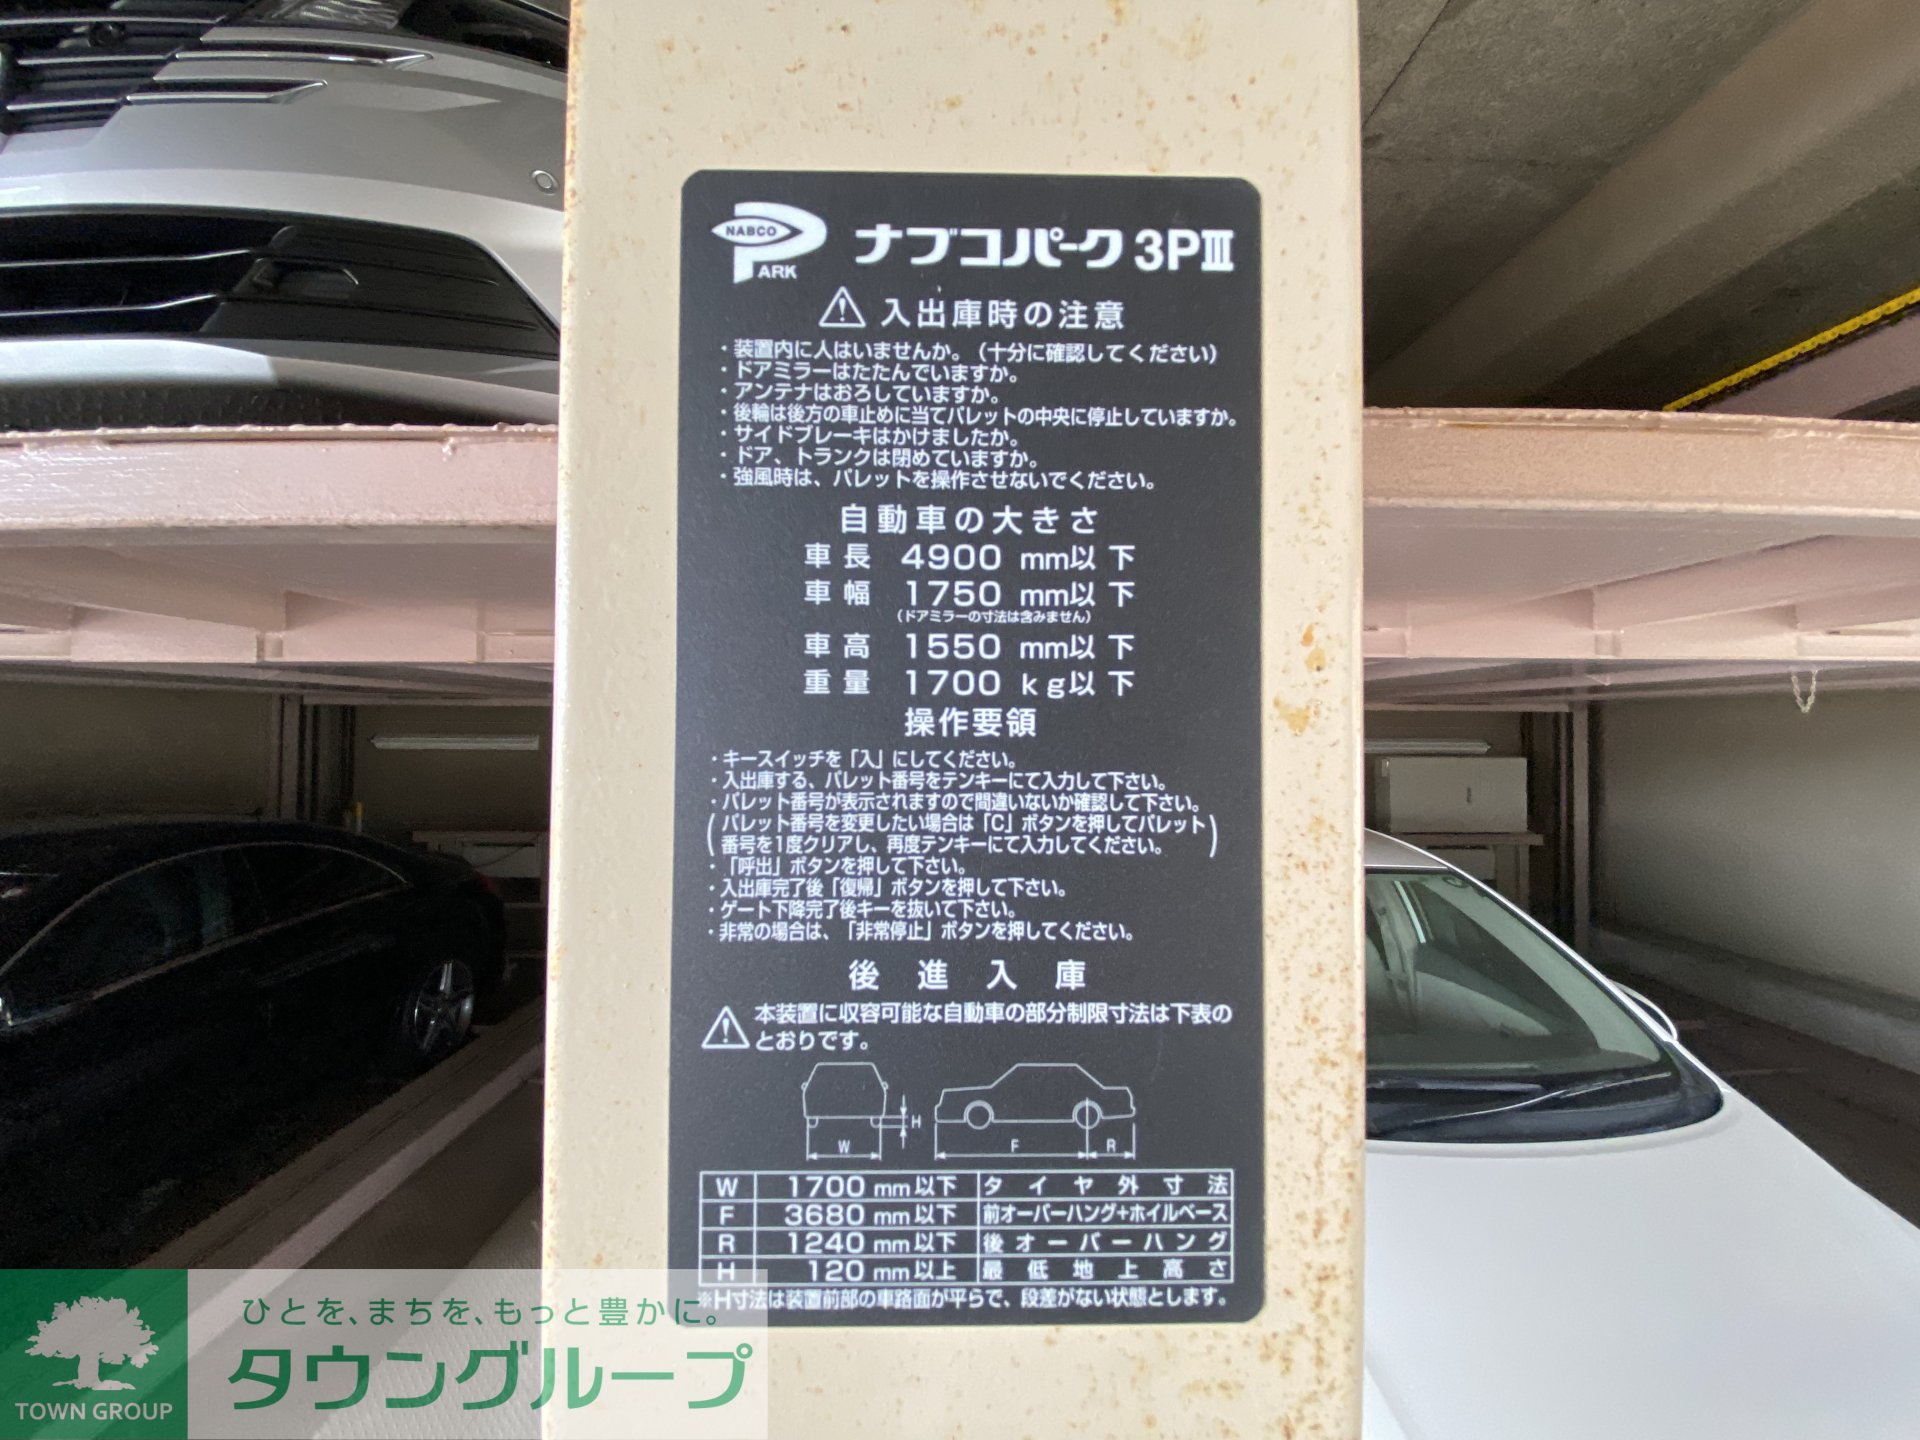 NABCO
PARK
ナブコパーク 3PⅢ
入出庫時の注意
・装置内に人はいませんか。（十分に確認してください）
・ドアミラーはたたんでいますか。
・アンテナはおろしていますか。
・後輪は後方の車止めに当てパレットの中央に停止していますか。
・サイドブレーキはかけましたか。
・ドア、トランクは閉めていますか。
・強風時は、パレットを操作させないでください。
自動車の大きさ
車長 4900 mm以下
車幅 1750 mm以下
（ドアミラーの寸法は含みません）
車高 1550 mm以下
重量 1700 kg以下
操作要領
・キースイッチを「入」にしてください。
・入出庫する、パレット番号をテンキーにて入力して下さい。
・パレット番号が表示されますので間違いないか確認して下さい。
（パレット番号を変更したい場合は「C」ボタンを押してパレット
番号を1度クリアし、再度テンキーにて入力してください。）
・「呼出」ボタンを押して下さい。
・入出庫完了後「復帰」ボタンを押して下さい。
・ゲート下降完了後キーを抜いて下さい。
・非常の場合は、「非常停止」ボタンを押してください。
後進入庫
本装置に収容可能な自動車の部分制限寸法は下表の
とおりです。
H
W F R
W 1700 mm以下 タイヤ外寸法
F 3680 mm以下 前オーバーハング+ホイルベース
R 1240 mm以下 後オーバーハング
H 120 mm以上 最低地上高さ
※H寸法は装置前部の車路面が平らで、段差がない状態とします。
ひとを、まちを、もっと豊かに。
タウングループ
TOWN GROUP